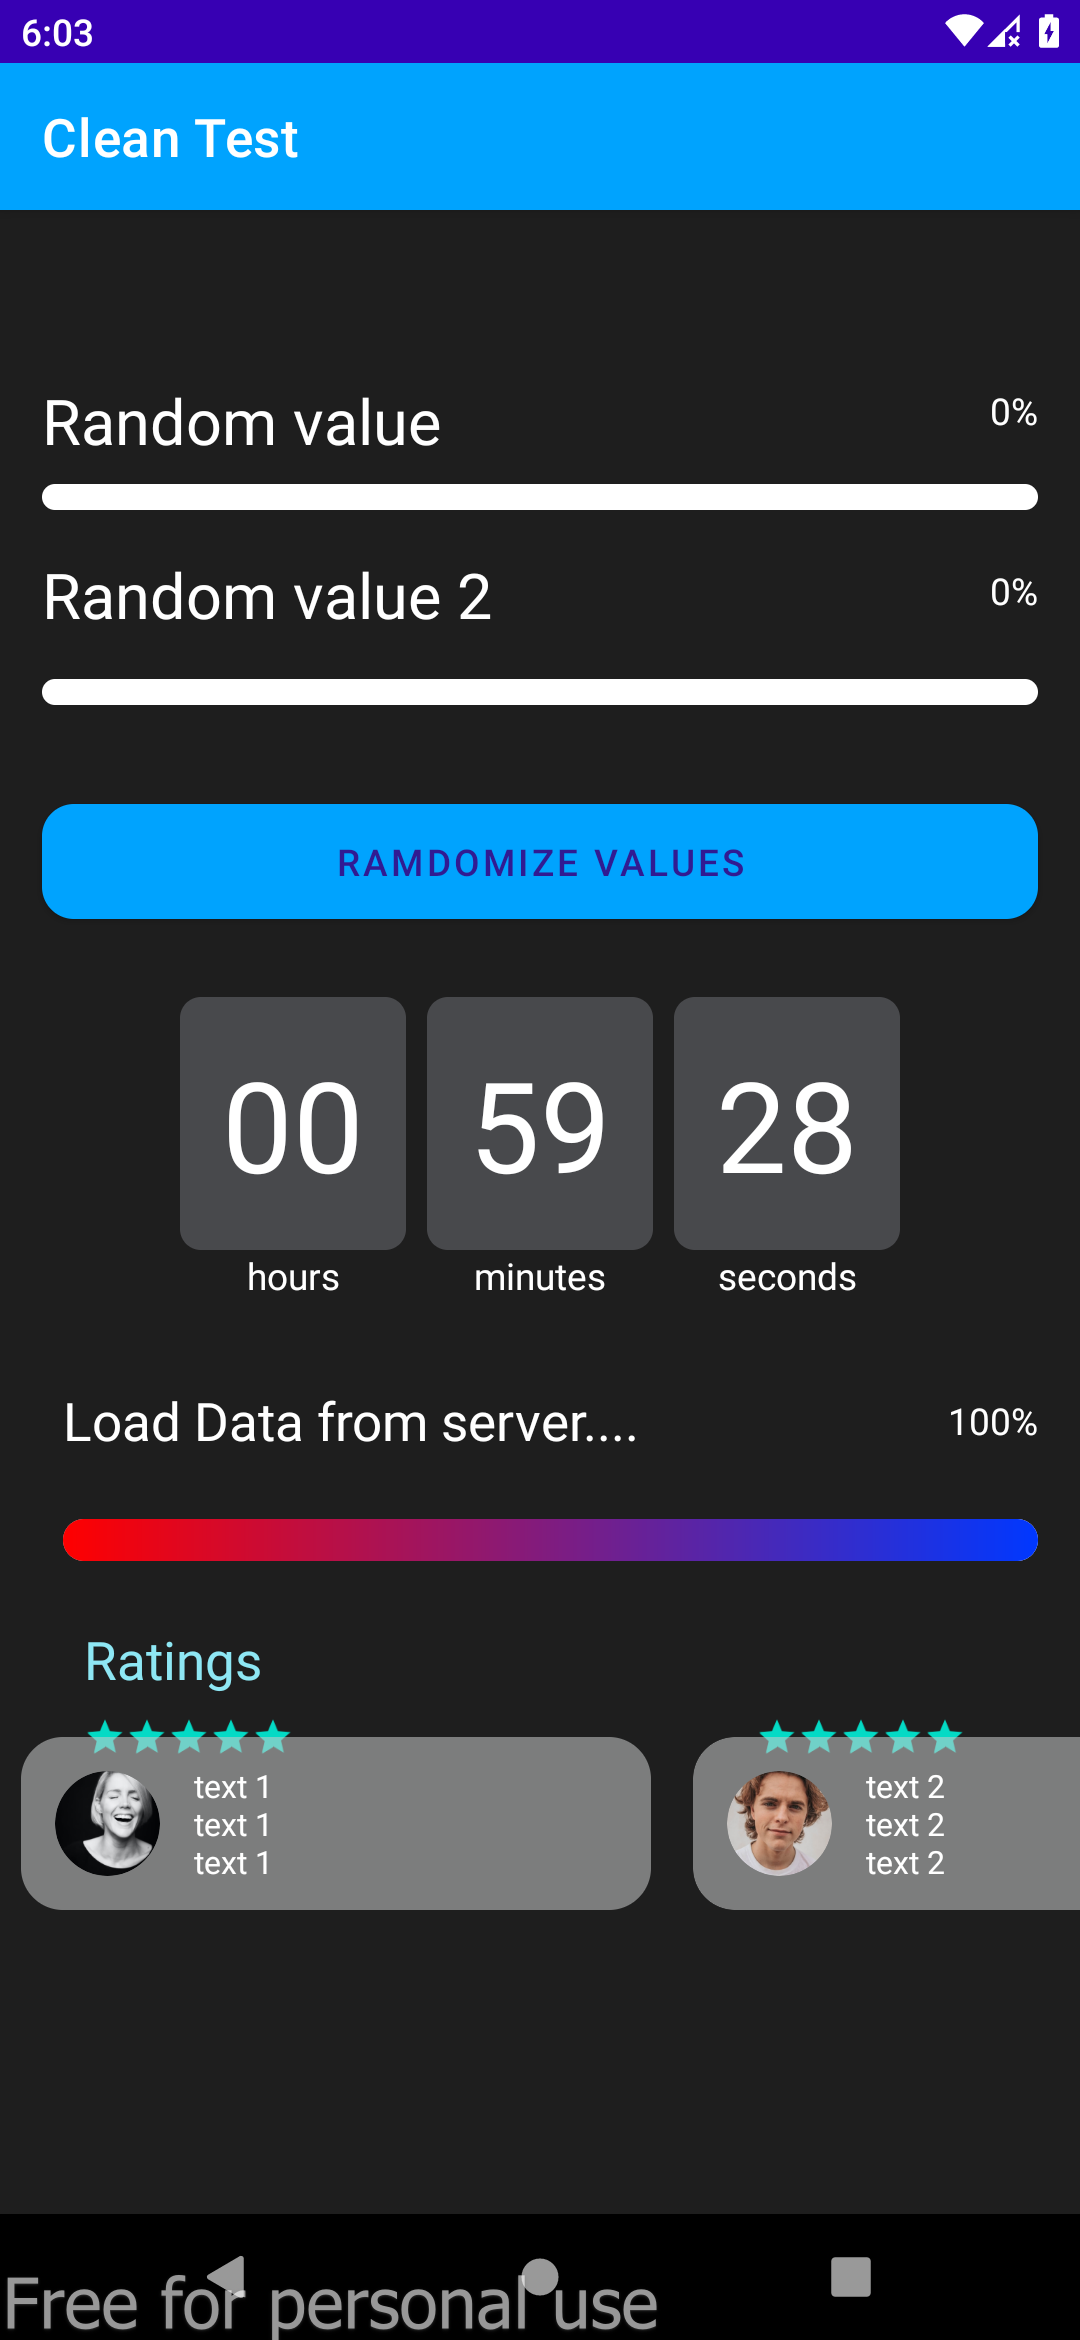 6:03
Clean Test
Random value 0%
Random value 2 0%
RAMDOMIZE VALUES
00 59 28
hours minutes seconds
Load Data from server.... 100%
Ratings
text 1
text 1
text 1
text 2
text 2
text 2
Free for personal use